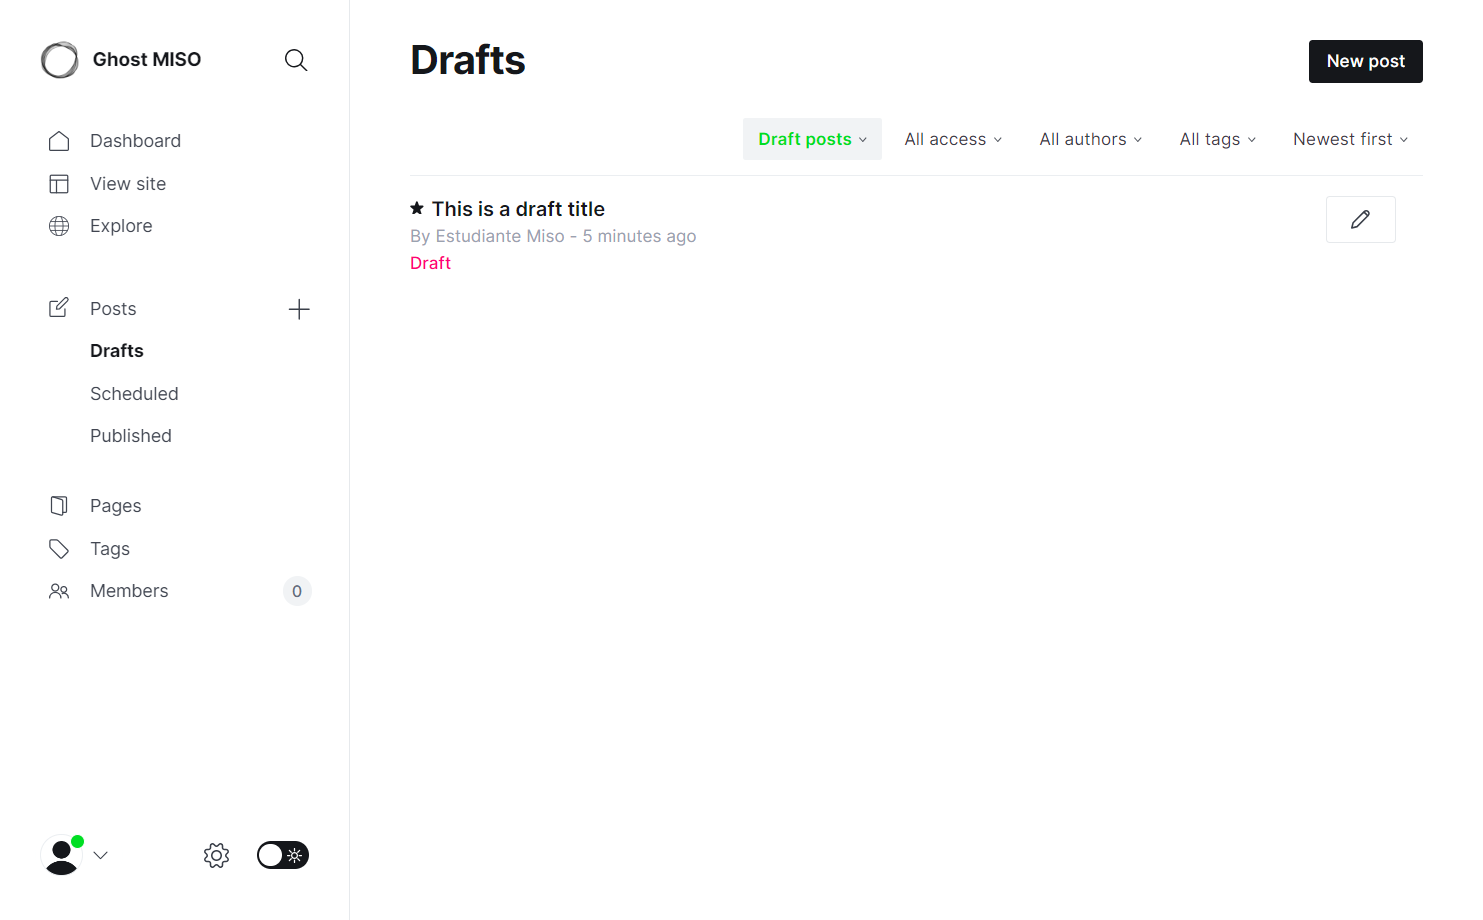 Ghost MISO
Dashboard
View site
Explore
Posts
Drafts
Scheduled
Published
Pages
Tags
Members
0
Drafts
New post
Draft posts
All access
All authors
All tags
Newest first
This is a draft title
By Estudiante Miso - 5 minutes ago
Draft